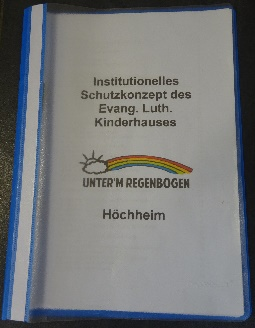 Institutionelles
Schutzkonzept des
Evang. Luth.
Kinderhauses
UNTER'M REGENBOGEN
Höchheim